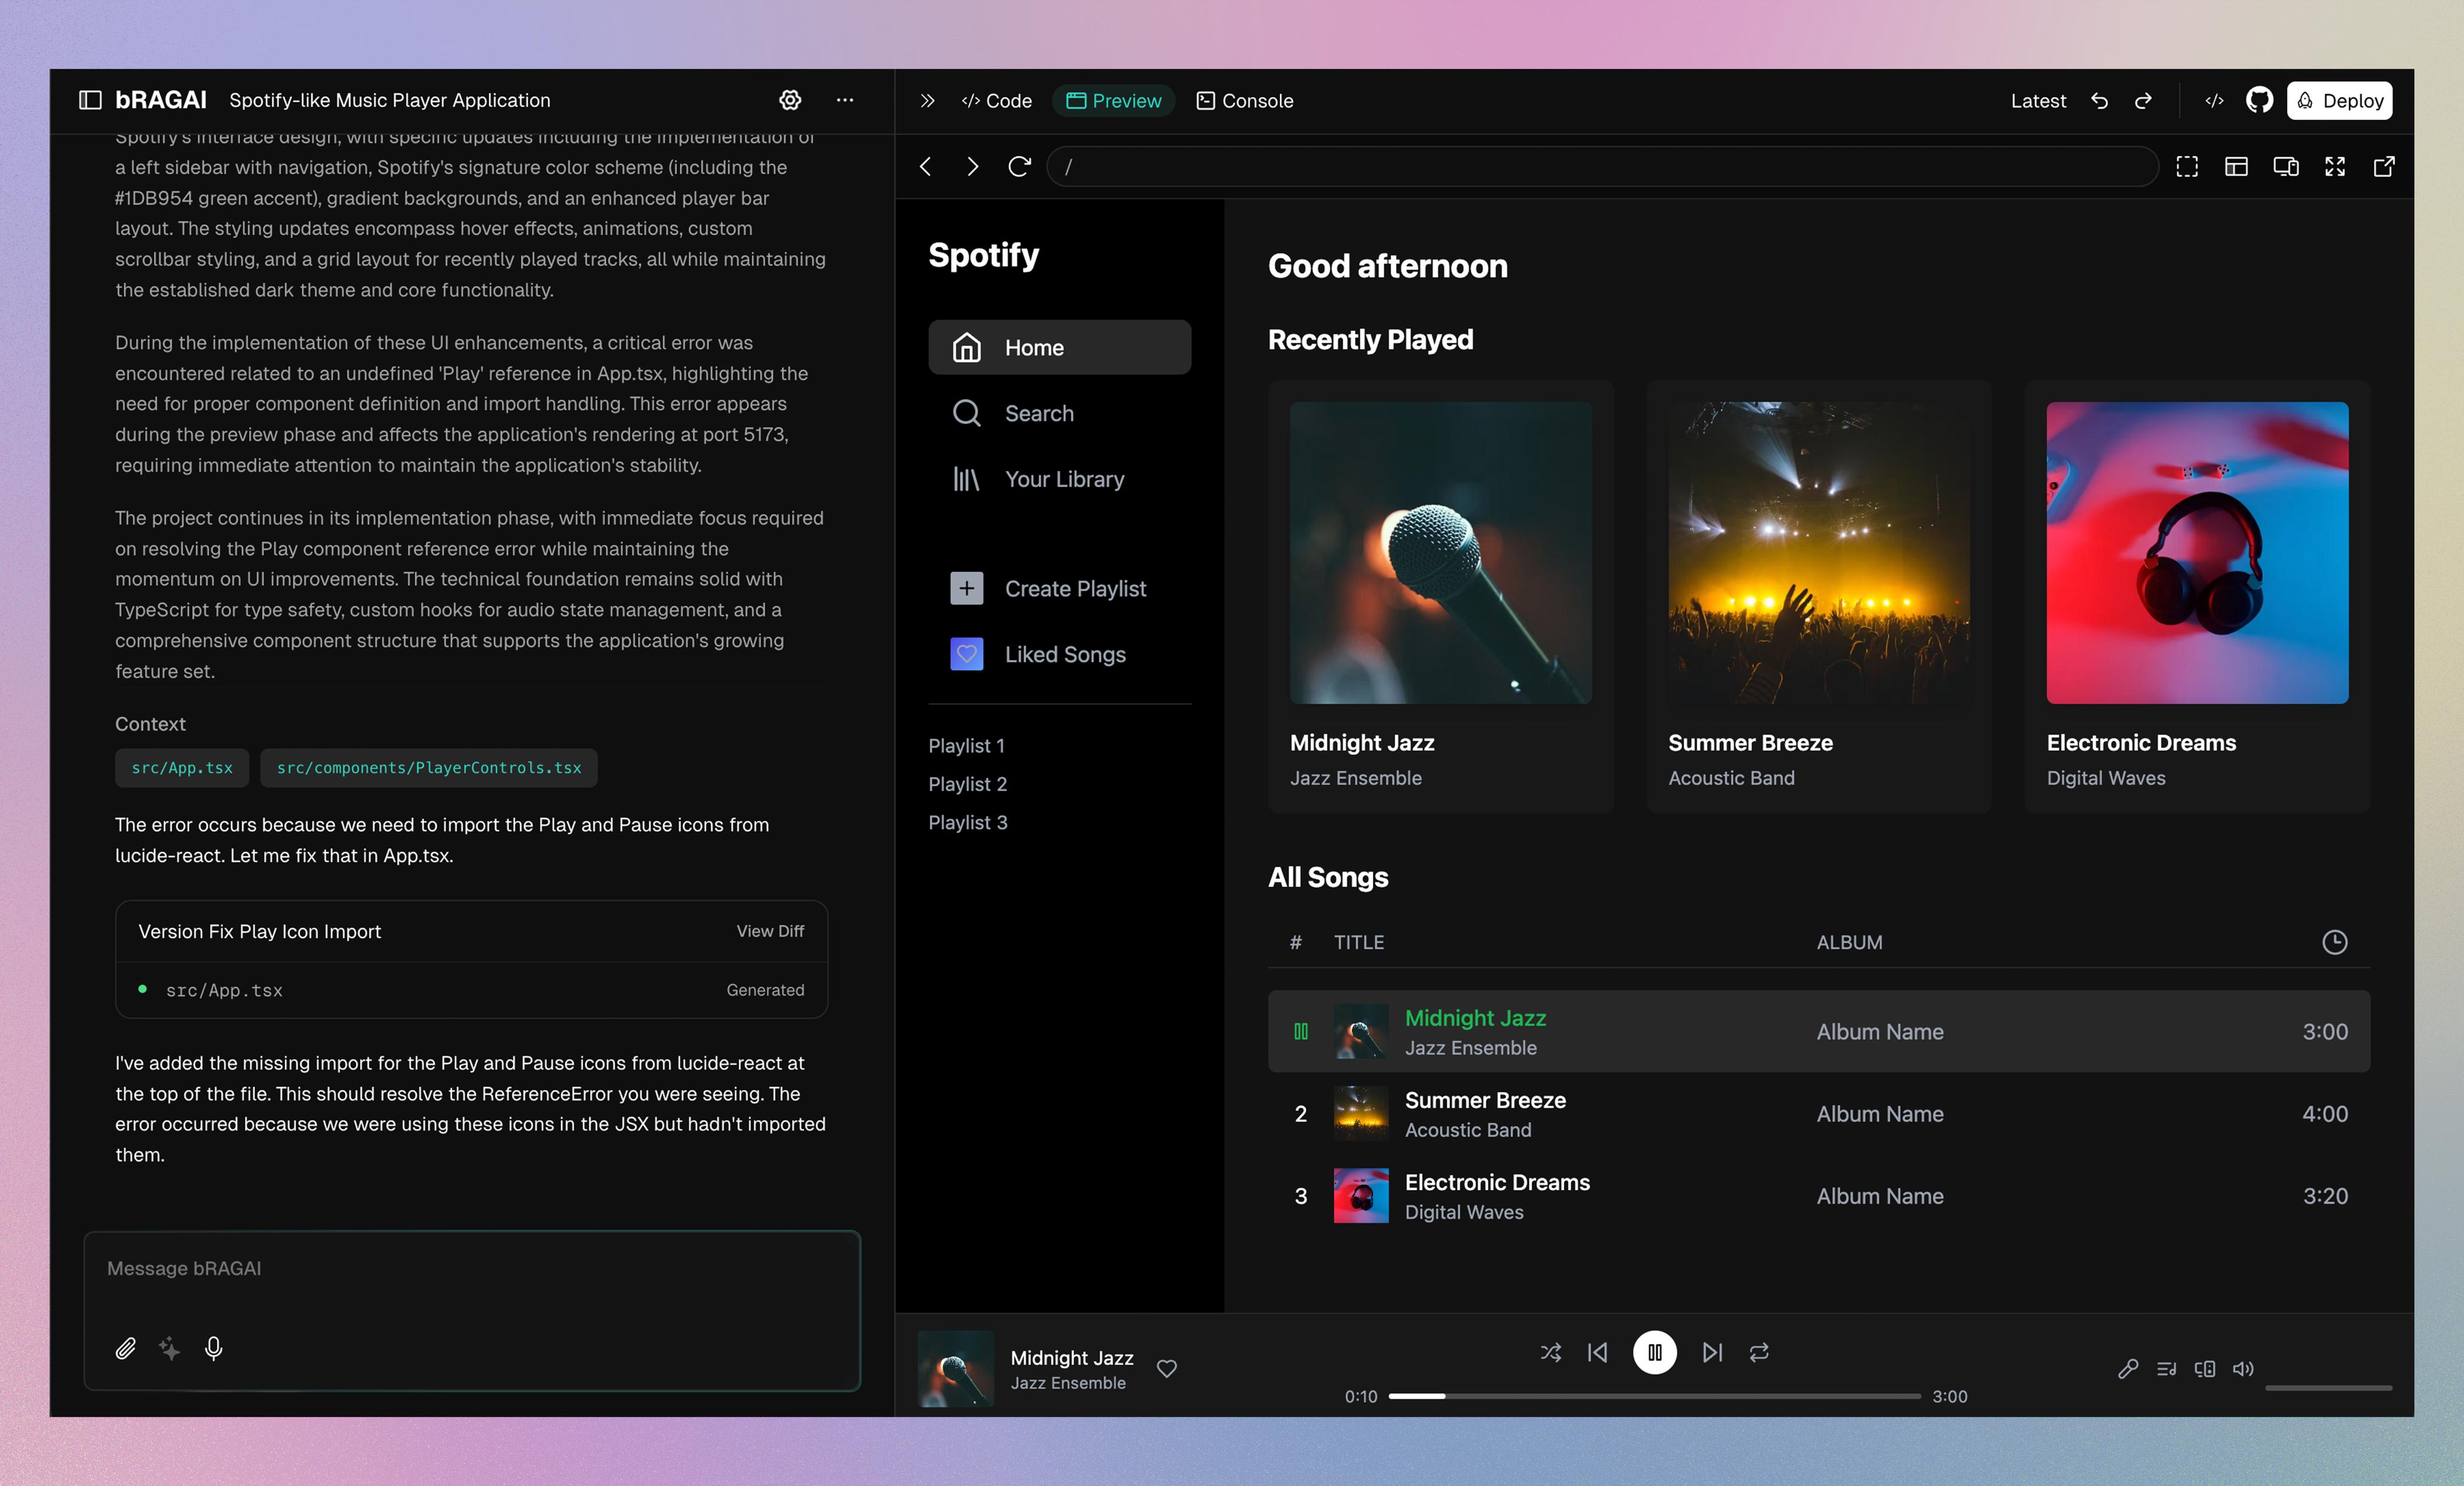 bRAGAI Spotify-like Music Player Application
Spotify's interface design, with specific updates including the implementation of
a left sidebar with navigation, Spotify's signature color scheme (including the
#1DB954 green accent), gradient backgrounds, and an enhanced player bar
layout. The styling updates encompass hover effects, animations, custom
scrollbar styling, and a grid layout for recently played tracks, all while maintaining
the established dark theme and core functionality.
During the implementation of these UI enhancements, a critical error was
encountered related to an undefined 'Play' reference in App.tsx, highlighting the
need for proper component definition and import handling. This error appears
during the preview phase and affects the application's rendering at port 5173,
requiring immediate attention to maintain the application's stability.
The project continues in its implementation phase, with immediate focus required
on resolving the Play component reference error while maintaining the
momentum on UI improvements. The technical foundation remains solid with
TypeScript for type safety, custom hooks for audio state management, and a
comprehensive component structure that supports the application's growing
feature set.
Context
src/App.tsx src/components/PlayerControls.tsx
The error occurs because we need to import the Play and Pause icons from
lucide-react. Let me fix that in App.tsx.
Version Fix Play Icon Import View Diff
src/App.tsx Generated
I've added the missing import for the Play and Pause icons from lucide-react at
the top of the file. This should resolve the ReferenceError you were seeing. The
error occurred because we were using these icons in the JSX but hadn't imported
them.
Message bRAGAI
Code Preview Console Latest Deploy
/
Spotify
Home
Search
Your Library
Create Playlist
Liked Songs
Playlist 1
Playlist 2
Playlist 3
Good afternoon
Recently Played
Midnight Jazz
Jazz Ensemble
Summer Breeze
Acoustic Band
Electronic Dreams
Digital Waves
All Songs
# TITLE ALBUM
Midnight Jazz
Jazz Ensemble
Album Name 3:00
2 Summer Breeze
Acoustic Band
Album Name 4:00
3 Electronic Dreams
Digital Waves
Album Name 3:20
Midnight Jazz
Jazz Ensemble
0:10 3:00